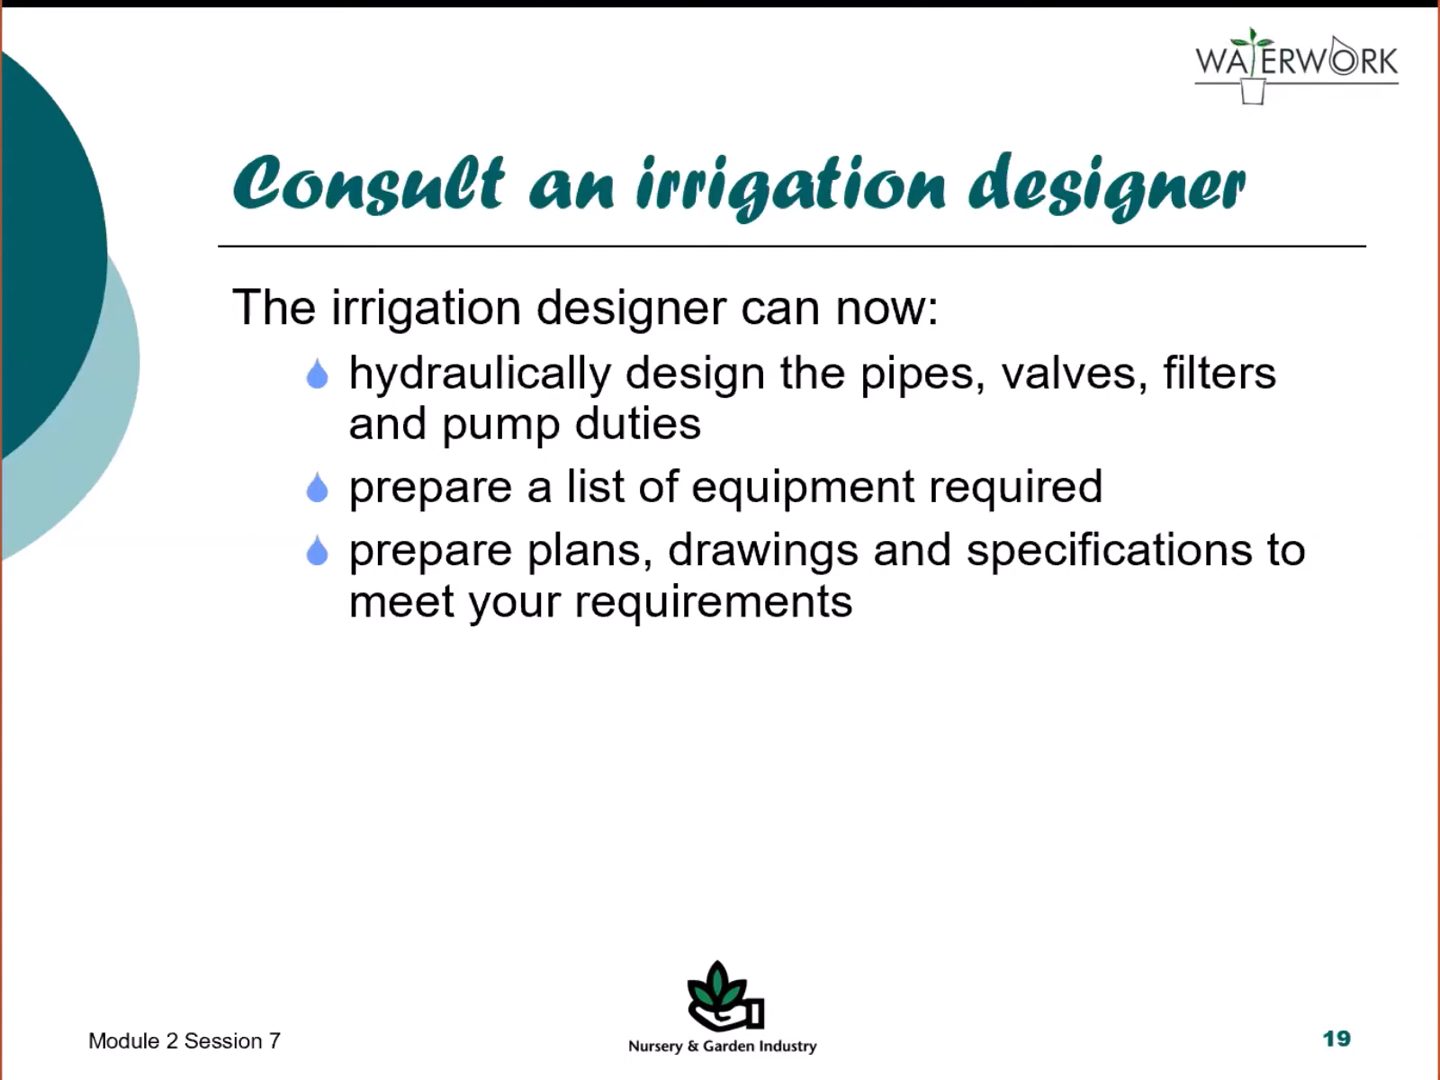 WATERWORK
Consult an irrigation designer
The irrigation designer can now:
hydraulically design the pipes, valves, filters
and pump duties
prepare a list of equipment required
prepare plans, drawings and specifications to
meet your requirements
Nursery & Garden Industry
Module 2 Session 7
19